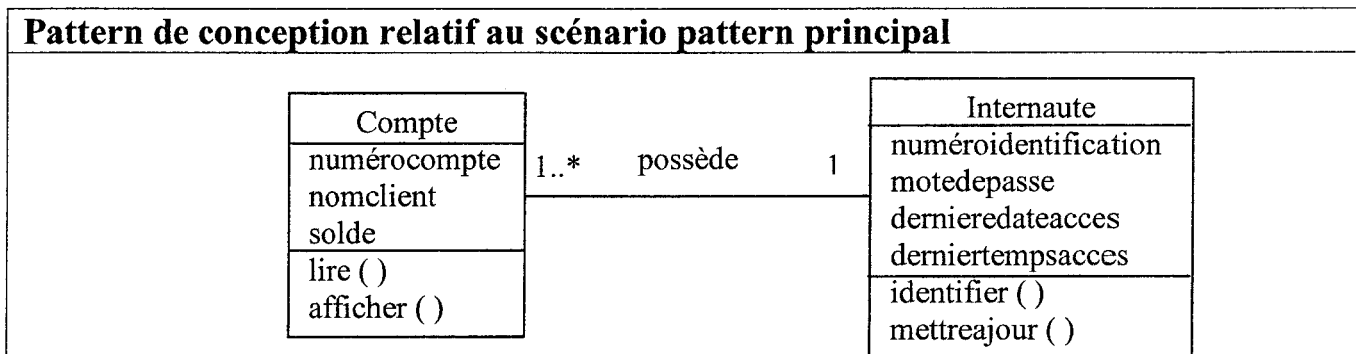 Pattern de conception relatif au scénario pattern principal
Compte
numérocompte
nomclient
solde
lire ( )
afficher ( )
1..*
possède
1
Internaute
numéroidentification
motedepasse
dernieredateacces
derniertempsacces
identifier ( )
mettreajour ( )